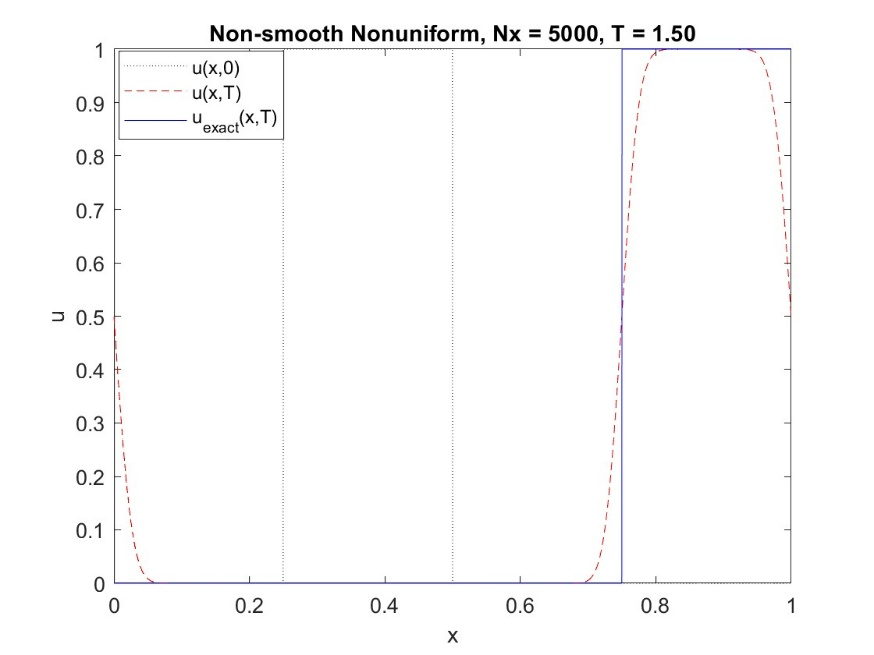 Non-smooth Nonuniform, Nx = 5000, T = 1.50
u(x,0)
u(x,T)
u_exact(x,T)
1
0.9
0.8
0.7
0.6
0.5
0.4
0.3
0.2
0.1
0
u
0 0.2 0.4 0.6 0.8 1
x